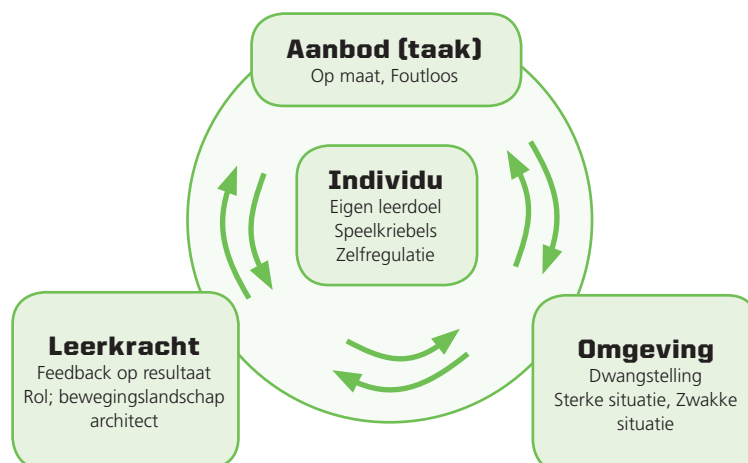 Aanbod (taak)
Op maat, Foutloos
Individu
Eigen leerdoel
Speelkriebels
Zelfregulatie
Leerkracht
Feedback op resultaat
Rol; bewegingslandschap
architect
Omgeving
Dwangstelling
Sterke situatie, Zwakke
situatie